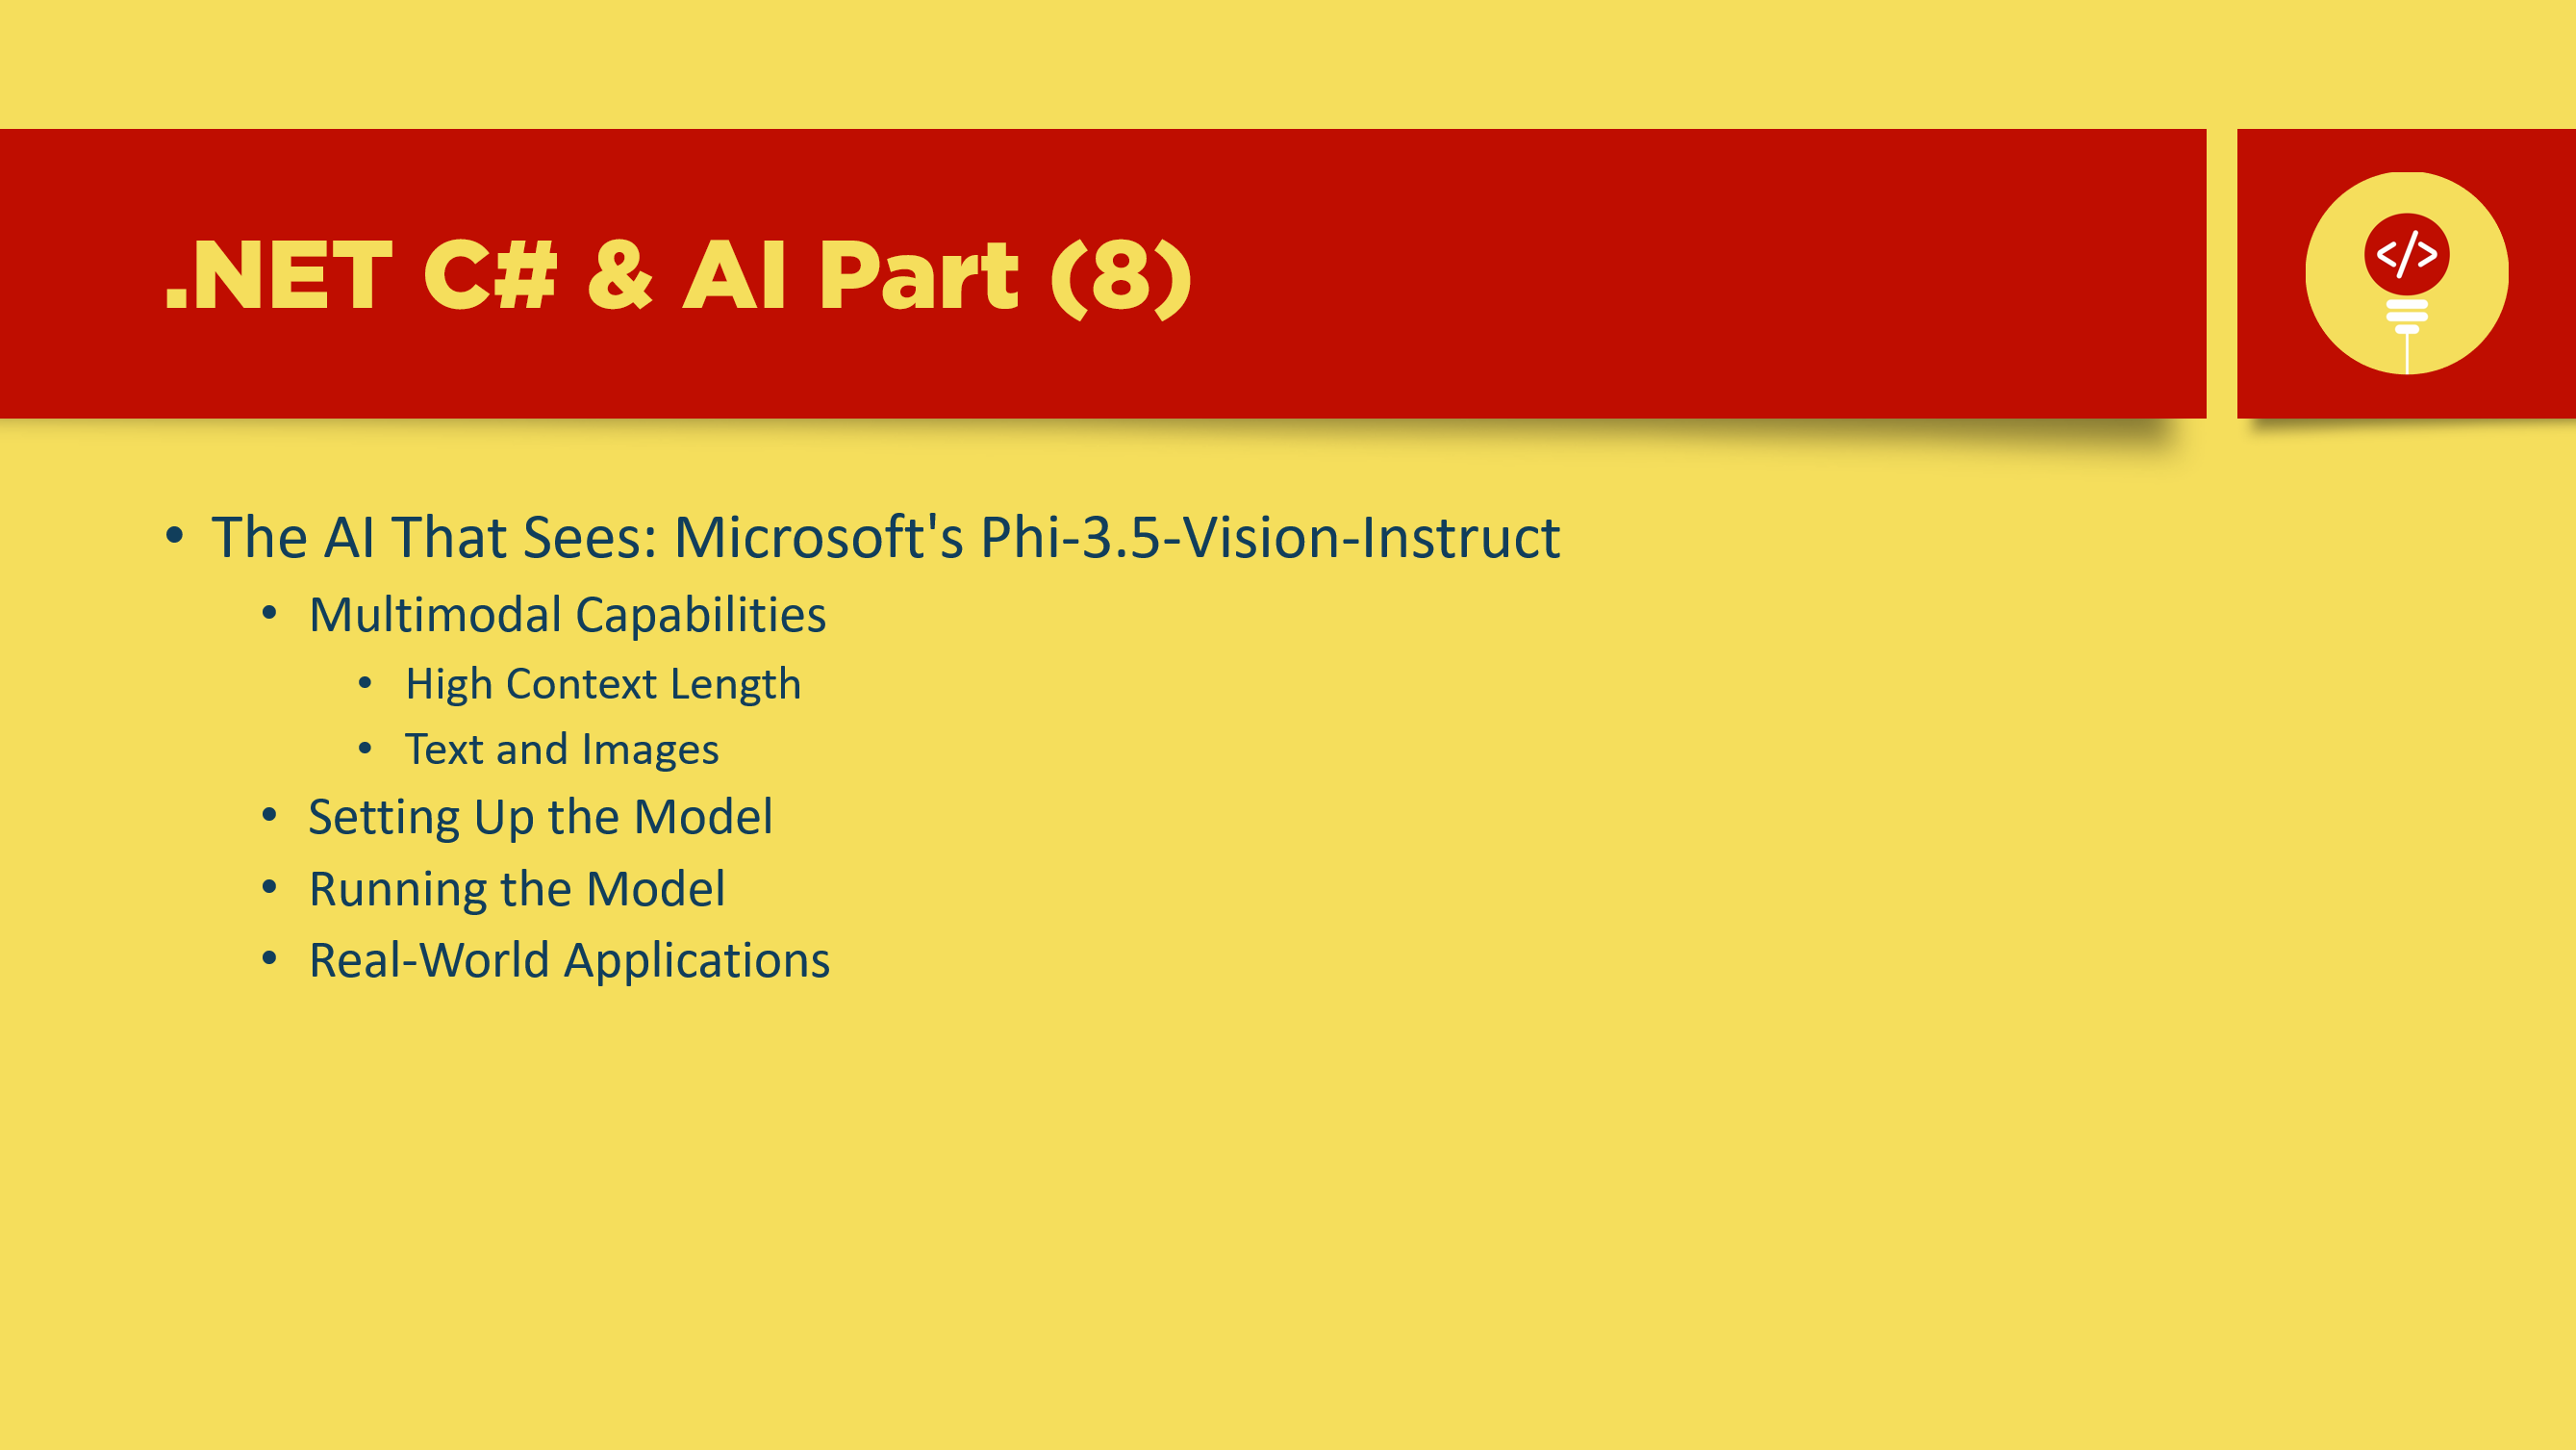 .NET C# & AI Part (8)
</>
• The AI That Sees: Microsoft's Phi-3.5-Vision-Instruct
• Multimodal Capabilities
• High Context Length
• Text and Images
• Setting Up the Model
• Running the Model
• Real-World Applications